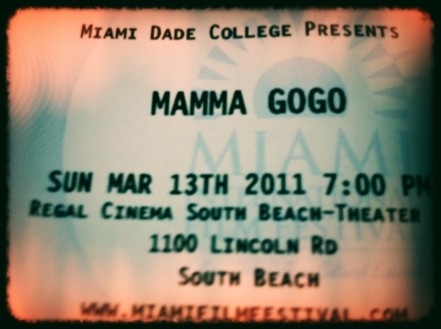 MIAMI DADE COLLEGE PRESENTS
MAMMA GOGO
MIAMI
SUN MAR 13TH 2011 7:00 PM
REGAL CINEMA SOUTH BEACH-THEATER
1100 LINCOLN RD
SOUTH BEACH
WWW.MIAMIFILMFESTIVAL.COM